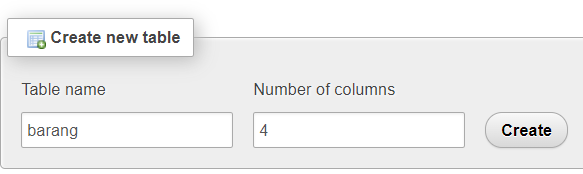 Create new table
Table name Number of columns
barang 4 Create